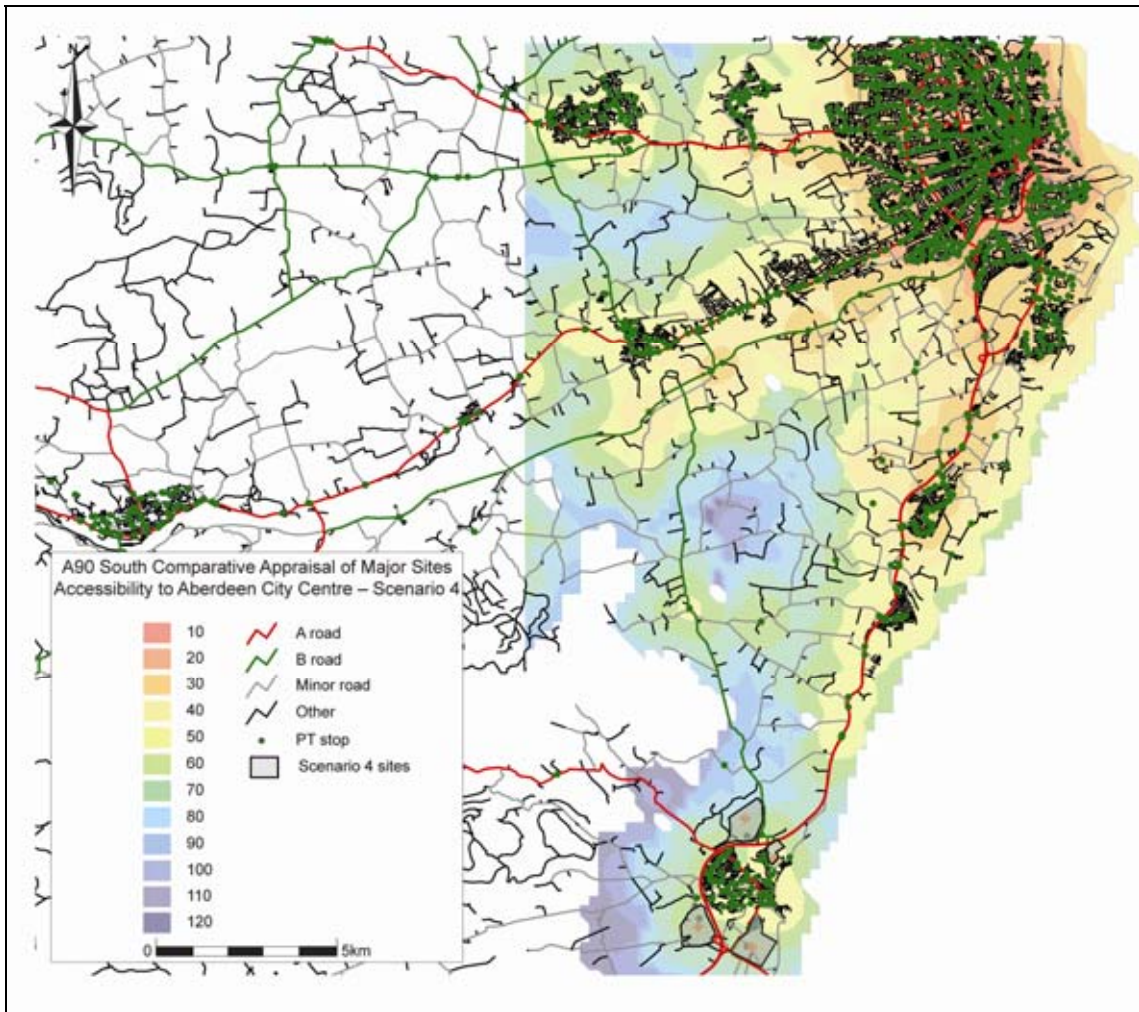 N
A90 South Comparative Appraisal of Major Sites
Accessibility to Aberdeen City Centre – Scenario 4
10
20
30
40
50
60
70
80
90
100
110
120
A road
B road
Minor road
Other
PT stop
Scenario 4 sites
0 5km